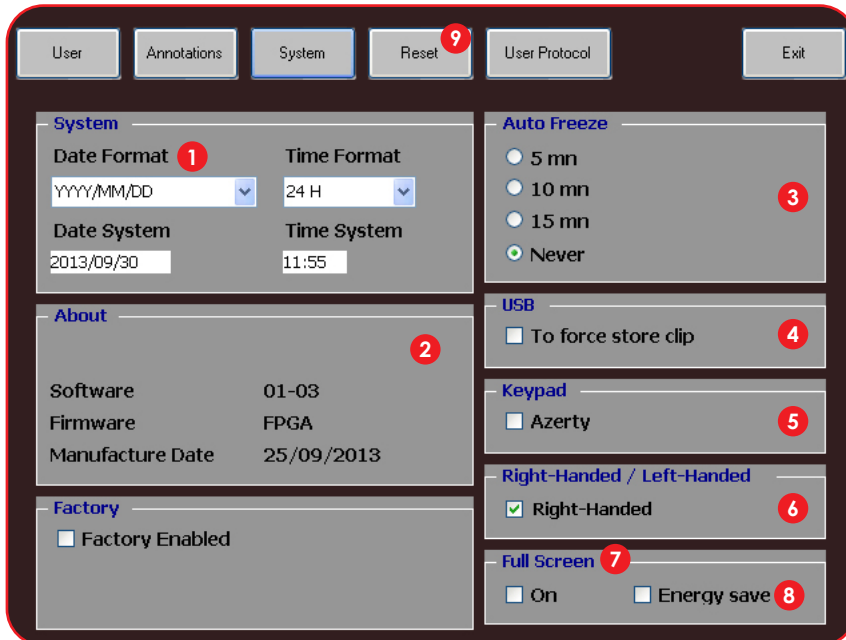 User Annotations System Reset 9 User Protocol Exit
System
Date Format 1 Time Format
YYYY/MM/DD 24 H
Date System Time System
2013/09/30 11:55
About
2
Software 01-03
Firmware FPGA
Manufacture Date 25/09/2013
Factory
Factory Enabled
Auto Freeze
5 mn
10 mn
3
15 mn
Never
USB
To force store clip 4
Keypad
Azerty 5
Right-Handed / Left-Handed
Right-Handed 6
Full Screen 7
On Energy save 8